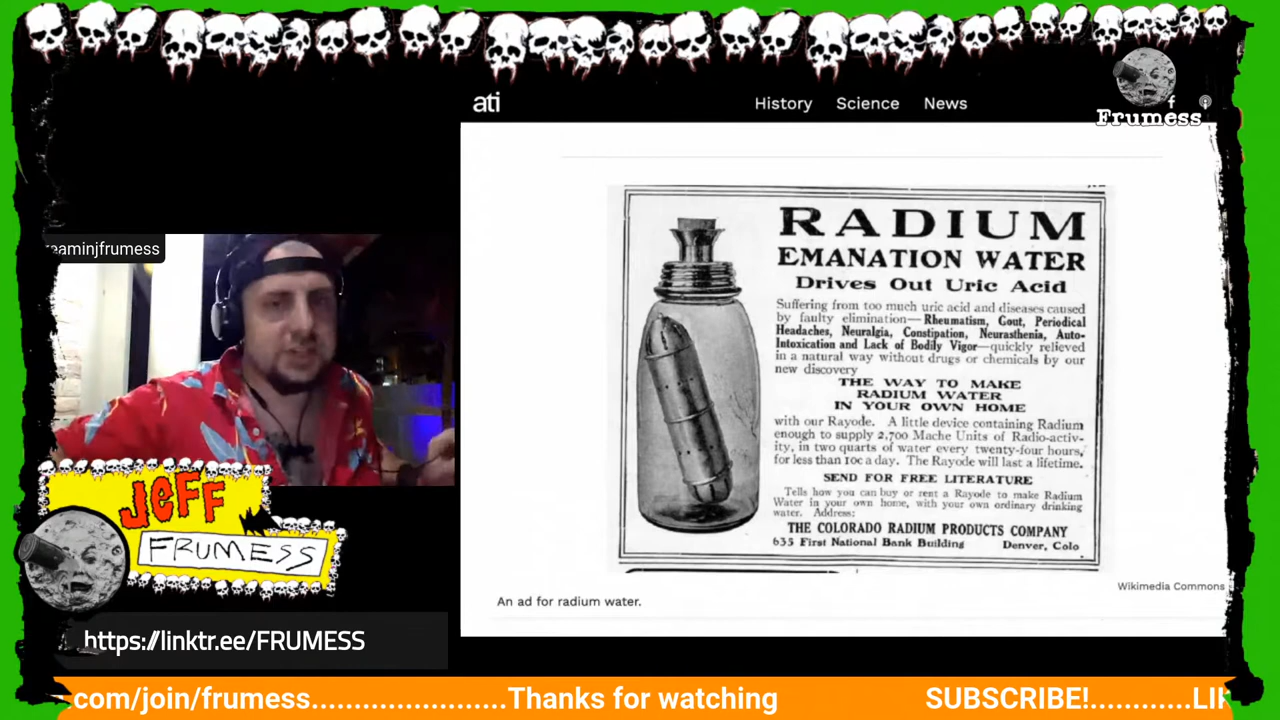 ati
History Science News
Frumess
eaminjfrumess
RADIUM
EMANATION WATER
Drives Out Uric Acid
Suffering from too much uric acid and diseases caused
by faulty elimination—Rheumatism, Gout, Periodical
Headaches, Neuralgia, Constipation, Neurasthenia, Auto-
Intoxication and Lack of Bodily Vigor—quickly relieved
in a natural way without drugs or chemicals by our
new discovery
THE WAY TO MAKE
RADIUM WATER
IN YOUR OWN HOME
with our Rayode. A little device containing Radium
enough to supply 2,700 Mache Units of Radio-activ-
ity, in two quarts of water every twenty-four hours,
for less than 10c a day. The Rayode will last a lifetime.
SEND FOR FREE LITERATURE
Tells how you can buy or rent a Rayode to make Radium
Water in your own home, with your own ordinary drinking
water. Address:
THE COLORADO RADIUM PRODUCTS COMPANY
635 First National Bank Building Denver, Colo
Wikimedia Commons
An ad for radium water.
JEFF
FRUMESS
https://linktr.ee/FRUMESS
com/join/frumess.......................Thanks for watching SUBSCRIBE!............LI